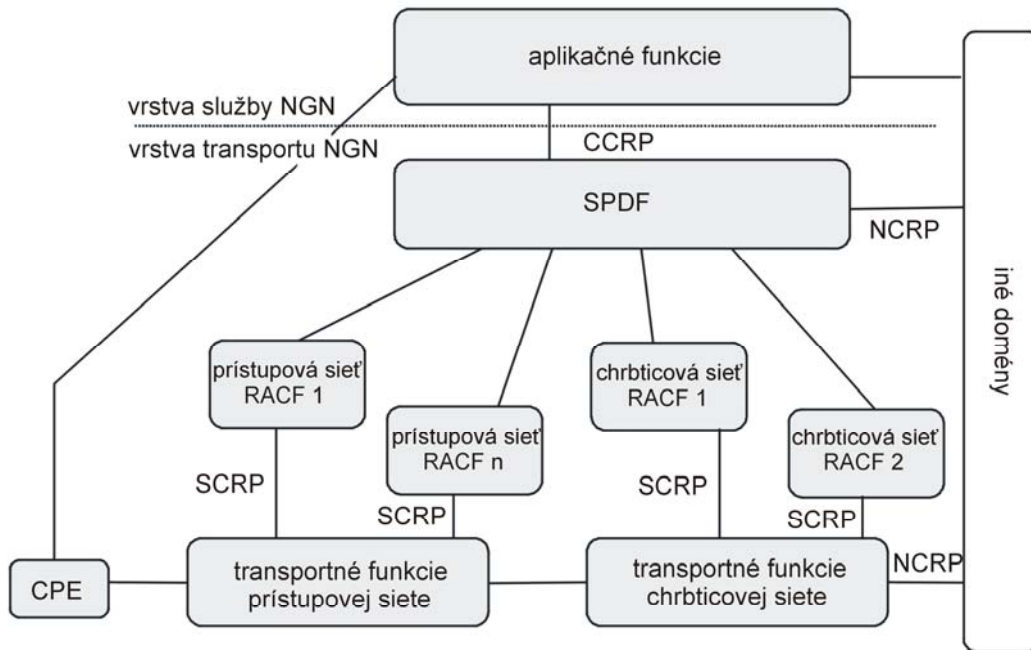 aplikačné funkcie
vrstva služby NGN
vrstva transportu NGN
CCRP
SPDF
NCRP
iné domény
prístupová sieť
RACF 1
chrbticová sieť
RACF 1
prístupová sieť
RACF n
chrbticová sieť
RACF 2
SCRP
SCRP
SCRP
SCRP
CPE
transportné funkcie
prístupovej siete
transportné funkcie
chrbticovej siete
NCRP